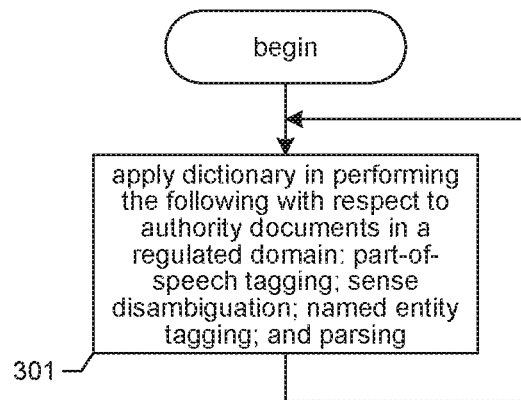 begin
apply dictionary in performing
the following with respect to
authority documents in a
regulated domain: part-of-
speech tagging; sense
disambiguation; named entity
tagging; and parsing
301